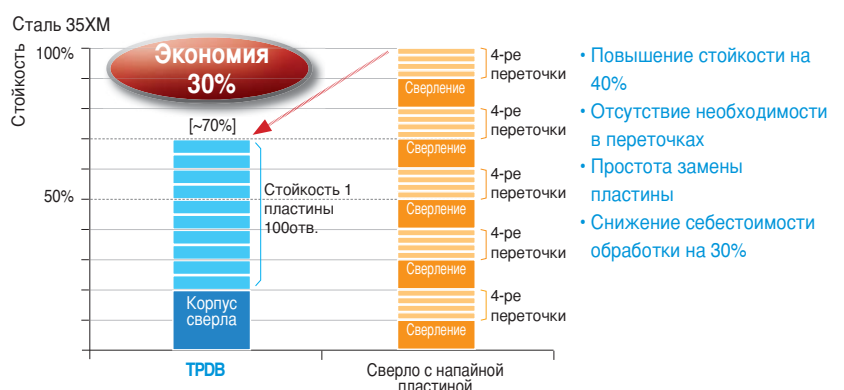 Сталь 35ХМ
Стойкость
100%
50%
Экономия
30%
[~70%]
Стойкость 1
пластины
100отв.
Корпус
сверла
TPDB
Сверление
Сверление
Сверление
Сверление
Сверление
4-ре
переточки
4-ре
переточки
4-ре
переточки
4-ре
переточки
4-ре
переточки
Сверло с напайной
пластиной
• Повышение стойкости на
40%
• Отсутствие необходимости
в переточках
• Простота замены
пластины
• Снижение себестоимости
обработки на 30%